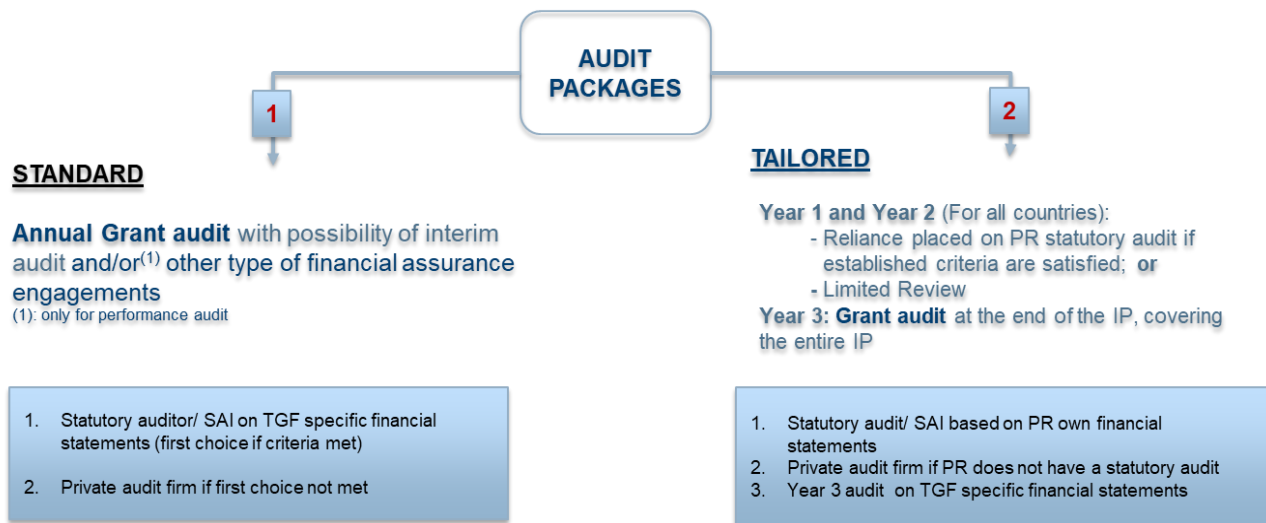 AUDIT
PACKAGES
1
2
STANDARD
Annual Grant audit with possibility of interim
audit and/or(1) other type of financial assurance
engagements
(1): only for performance audit
TAILORED
Year 1 and Year 2 (For all countries):
- Reliance placed on PR statutory audit if
established criteria are satisfied; or
- Limited Review
Year 3: Grant audit at the end of the IP, covering
the entire IP
1. Statutory auditor/ SAI on TGF specific financial
statements (first choice if criteria met)
2. Private audit firm if first choice not met
1. Statutory audit/ SAI based on PR own financial
statements
2. Private audit firm if PR does not have a statutory audit
3. Year 3 audit on TGF specific financial statements